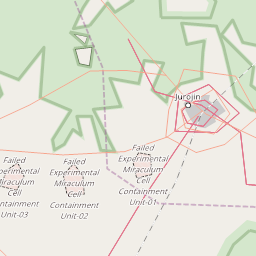 Jurojin
Failed
Experimental
Miraculum
Cell
Containment
Unit-01
Failed
Experimental
Miraculum
Cell
Containment
Unit-02
Failed
Experimental
Miraculum
Cell
Containment
Unit-03